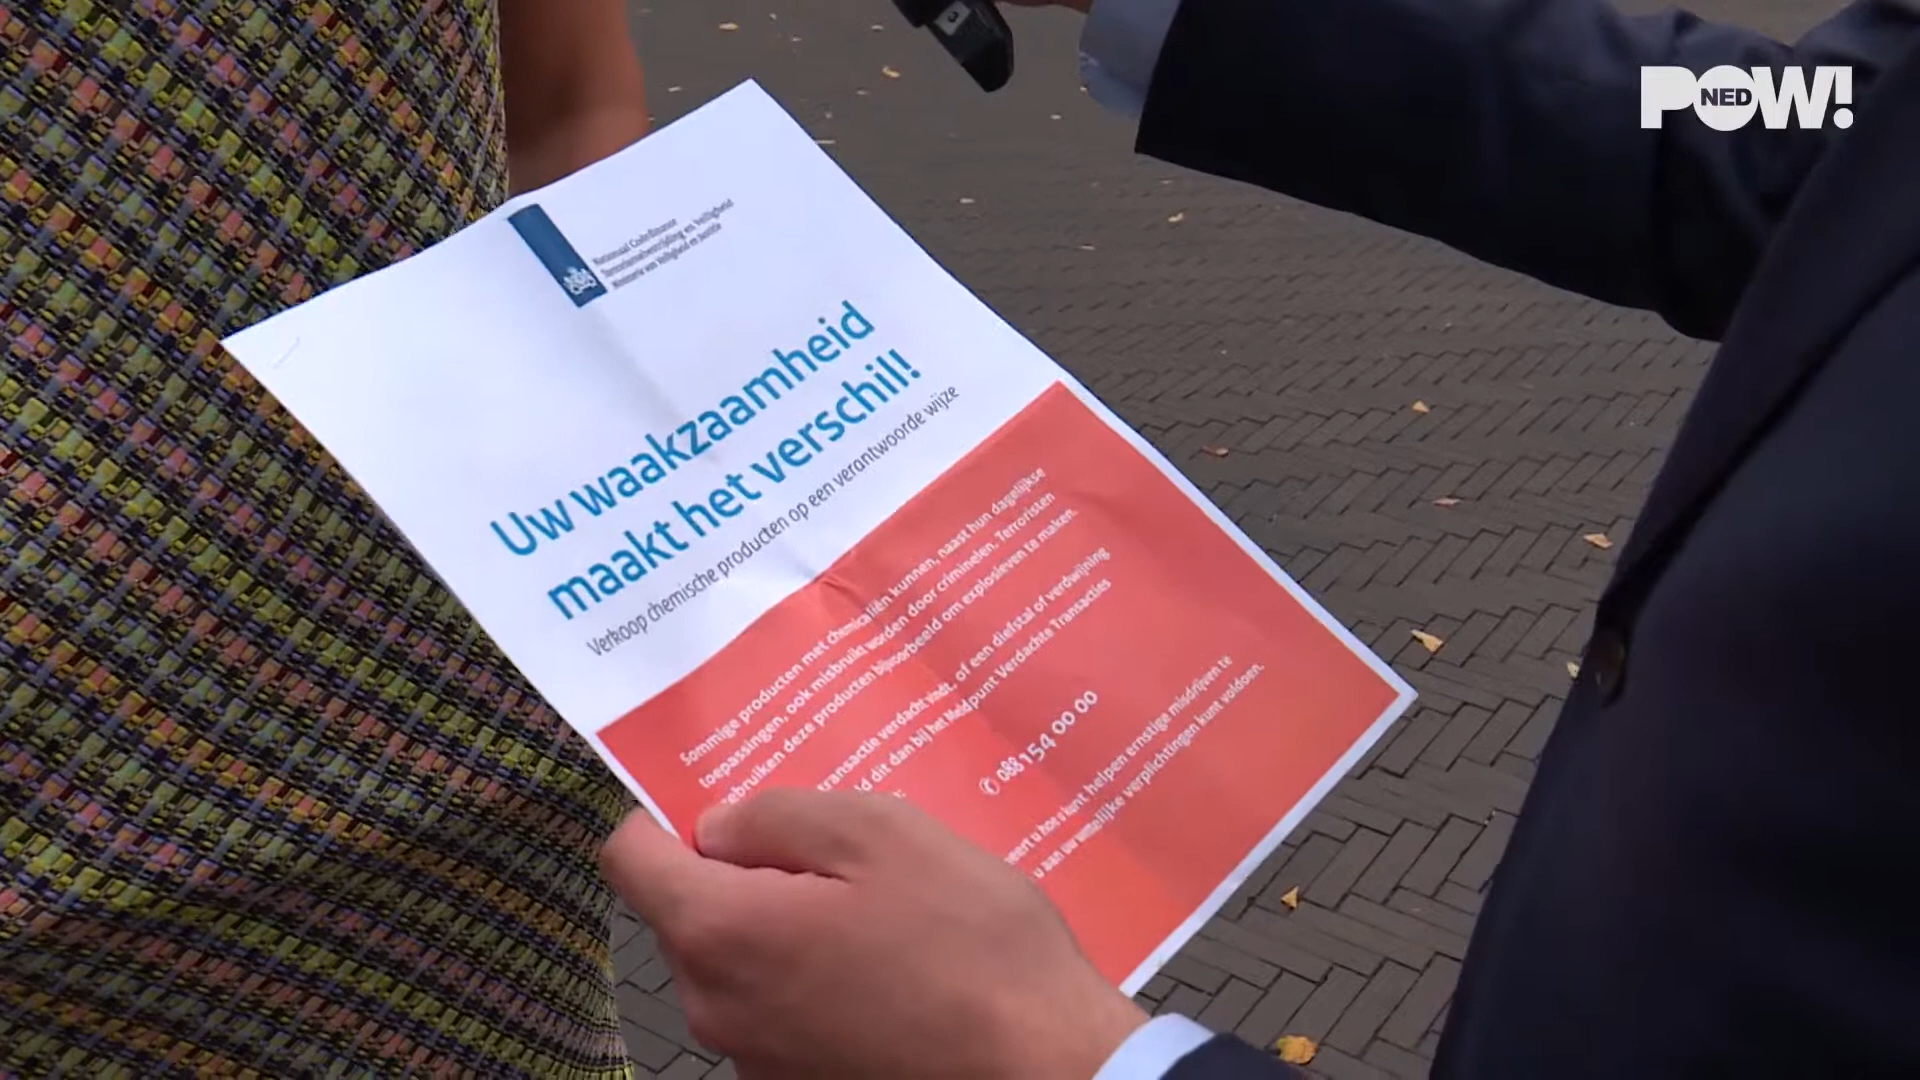 POW!
NED
Nationaal Coördinator
Terrorismebestrijding en Veiligheid
Ministerie van Veiligheid en Justitie
Uw waakzaamheid
maakt het verschil!
Verkoop chemische producten op een verantwoorde wijze
Sommige producten met chemicaliën kunnen, naast hun dagelijkse
toepassingen, ook misbruikt worden door criminelen. Terroristen
gebruiken deze producten bijvoorbeeld om explosieven te maken.
transactie verdacht vindt, of een diefstal of verdwijning
dit dan bij het Meldpunt Verdachte Transacties
✆ 088 154 00 00
u hoe u kunt helpen ernstige misdrijven te
u aan uw wettelijke verplichtingen kunt voldoen.